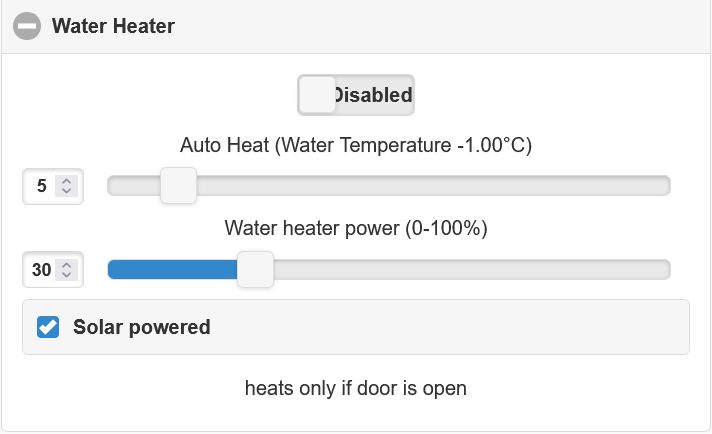 Water Heater
Disabled
Auto Heat (Water Temperature -1.00°C)
5
Water heater power (0-100%)
30
Solar powered
heats only if door is open